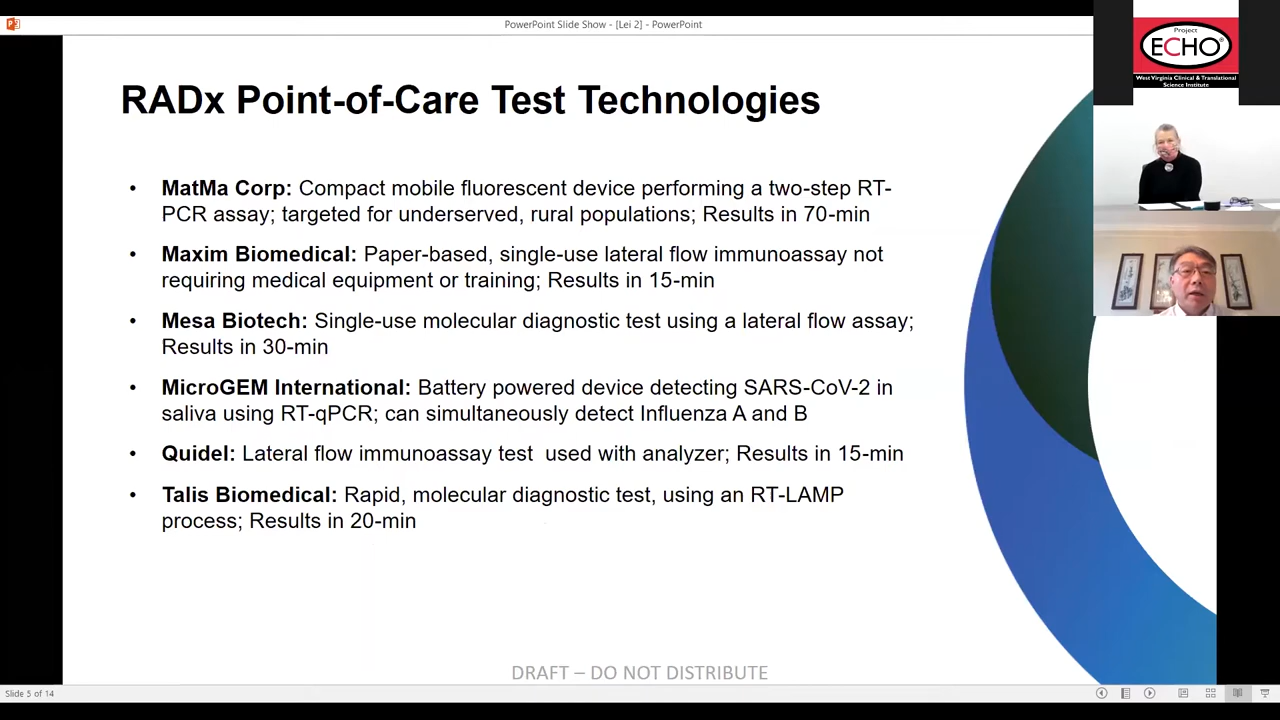 PowerPoint Slide Show - [Lei 2] - PowerPoint
Project
ECHO®
West Virginia Clinical & Translational
Science Institute
RADx Point-of-Care Test Technologies
• MatMa Corp: Compact mobile fluorescent device performing a two-step RT-
PCR assay; targeted for underserved, rural populations; Results in 70-min
• Maxim Biomedical: Paper-based, single-use lateral flow immunoassay not
requiring medical equipment or training; Results in 15-min
• Mesa Biotech: Single-use molecular diagnostic test using a lateral flow assay;
Results in 30-min
• MicroGEM International: Battery powered device detecting SARS-CoV-2 in
saliva using RT-qPCR; can simultaneously detect Influenza A and B
• Quidel: Lateral flow immunoassay test  used with analyzer; Results in 15-min
• Talis Biomedical: Rapid, molecular diagnostic test, using an RT-LAMP
process; Results in 20-min
DRAFT – DO NOT DISTRIBUTE
Slide 5 of 14